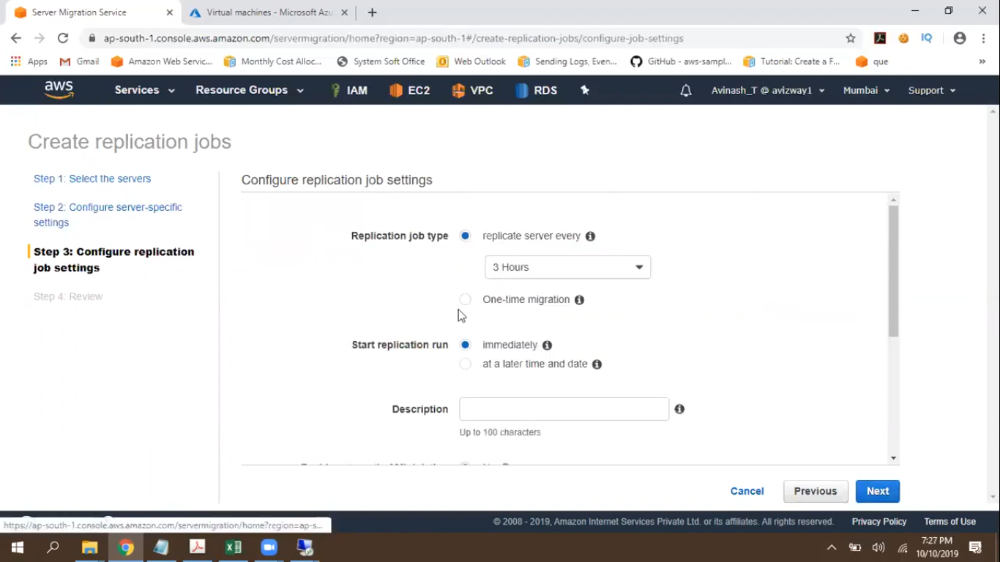 Server Migration Service
Virtual machines - Microsoft Azu
ap-south-1.console.aws.amazon.com/servermigration/home?region=ap-south-1#/create-replication-jobs/configure-job-settings
Apps
Gmail
Amazon Web Servic...
Monthly Cost Alloc...
System Soft Office
Web Outlook
Sending Logs, Even...
GitHub - aws-sampl...
Tutorial: Create a F...
que
»
aws
Services
Resource Groups
IAM
EC2
VPC
RDS
Avinash_T @ avizway1
Mumbai
Support
Create replication jobs
Step 1: Select the servers
Step 2: Configure server-specific
settings
Step 3: Configure replication
job settings
Step 4: Review
Configure replication job settings
Replication job type
replicate server every
3 Hours
One-time migration
Start replication run
immediately
at a later time and date
Description
Up to 100 characters
Cancel
Previous
Next
https://ap-south-1.console.aws.amazon.com/servermigration/home?region=ap-s...
© 2008 - 2019, Amazon Internet Services Private Ltd. or its affiliates. All rights reserved.
Privacy Policy
Terms of Use
7:27 PM
10/10/2019